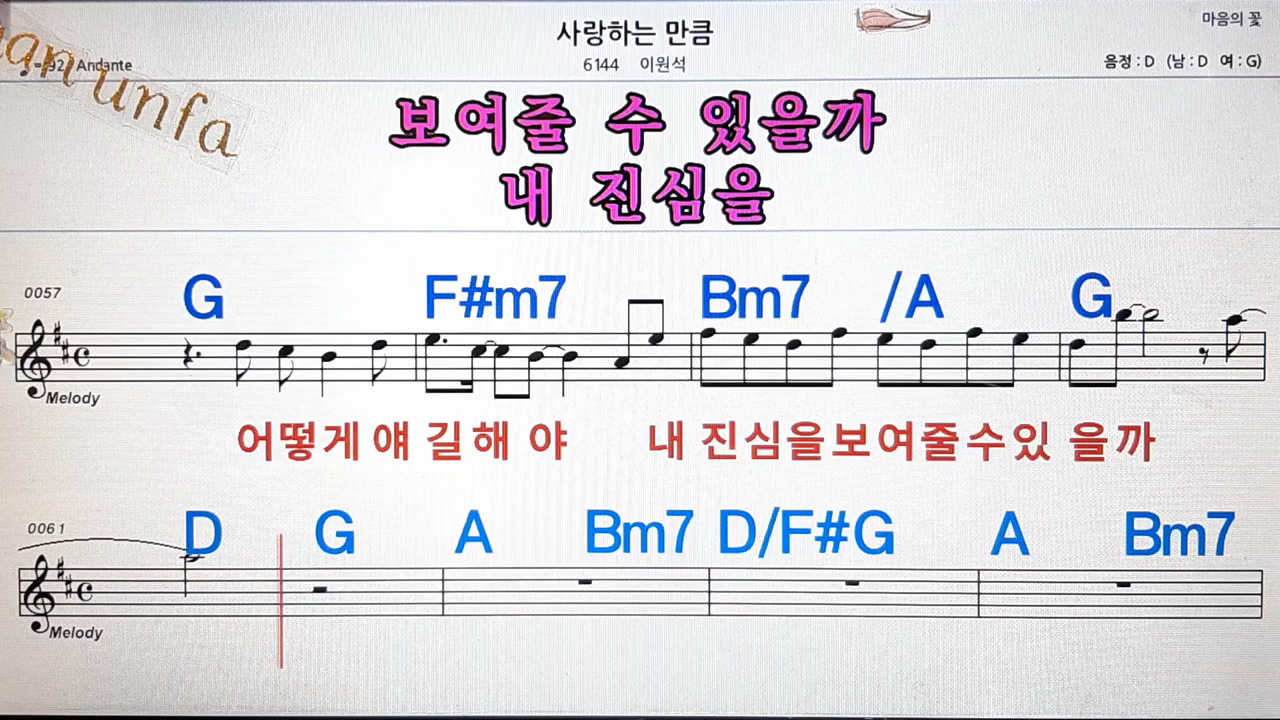 사랑하는 만큼
마음의 꽃
= 92 Andante
6144 이원석
음정 : D (남 : D 여 : G)
unfa
보여줄 수 있을까
내 진심을
0057
G F#m7 Bm7 /A G
Melody
어떻게 얘 길해 야 내 진심을보여줄수있 을까
0061
D G A Bm7 D/F#G A Bm7
Melody